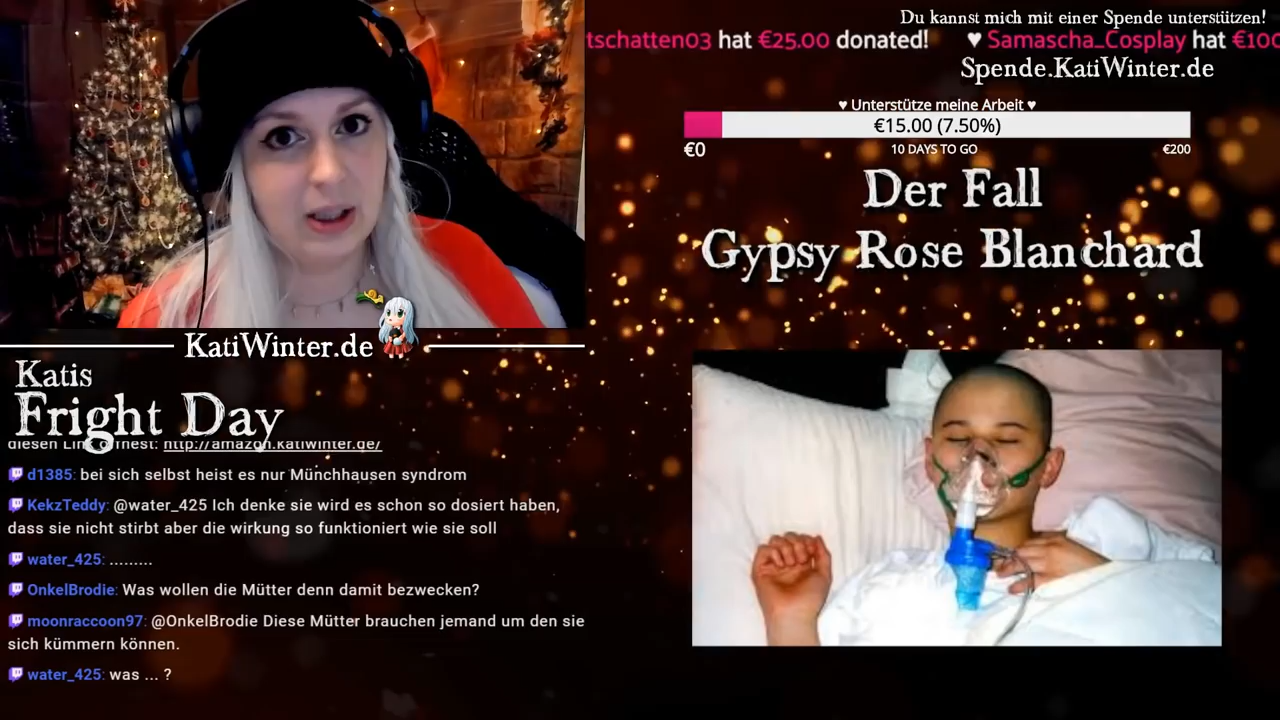 Du kannst mich mit einer Spende unterstützen!
tschatten03 hat €25.00 donated! ♥ Samascha_Cosplay hat €100
Spende.KatiWinter.de
♥ Unterstütze meine Arbeit ♥
€15.00 (7.50%)
€0 10 DAYS TO GO €200
Der Fall
Gypsy Rose Blanchard
KatiWinter.de
Katis
Fright Day
diesen Link öffnest: http://amazon.katiwinter.de/
d1385: bei sich selbst heist es nur Münchhausen syndrom
KekzTeddy: @water_425 Ich denke sie wird es schon so dosiert haben,
dass sie nicht stirbt aber die wirkung so funktioniert wie sie soll
water_425: .........
OnkelBrodie: Was wollen die Mütter denn damit bezwecken?
moonraccoon97: @OnkelBrodie Diese Mütter brauchen jemand um den sie
sich kümmern können.
water_425: was ... ?